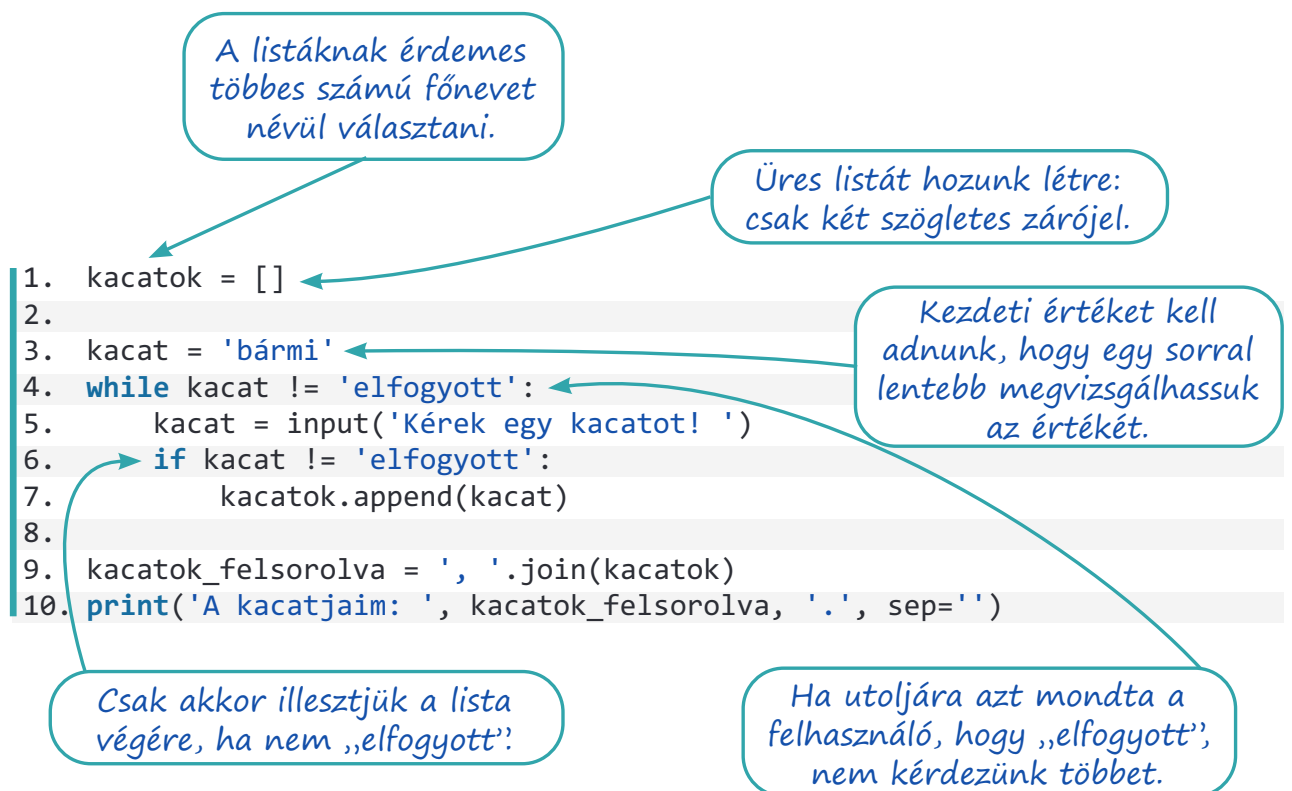 A listáknak érdemes
többes számú főnevet
névül választani.
Üres listát hozunk létre:
csak két szögletes zárójel.
1. kacatok = []
2.
3. kacat = 'bármi'
4. while kacat != 'elfogyott':
5.     kacat = input('Kérek egy kacatot! ')
6.     if kacat != 'elfogyott':
7.         kacatok.append(kacat)
8.
9. kacatok_felsorolva = ', '.join(kacatok)
10. print('A kacatjaim: ', kacatok_felsorolva, '.', sep='')
Kezdeti értéket kell
adnunk, hogy egy sorral
lentebb megvizsgálhassuk
az értékét.
Csak akkor illesztjük a lista
végére, ha nem „elfogyott”.
Ha utoljára azt mondta a
felhasználó, hogy „elfogyott”,
nem kérdezünk többet.